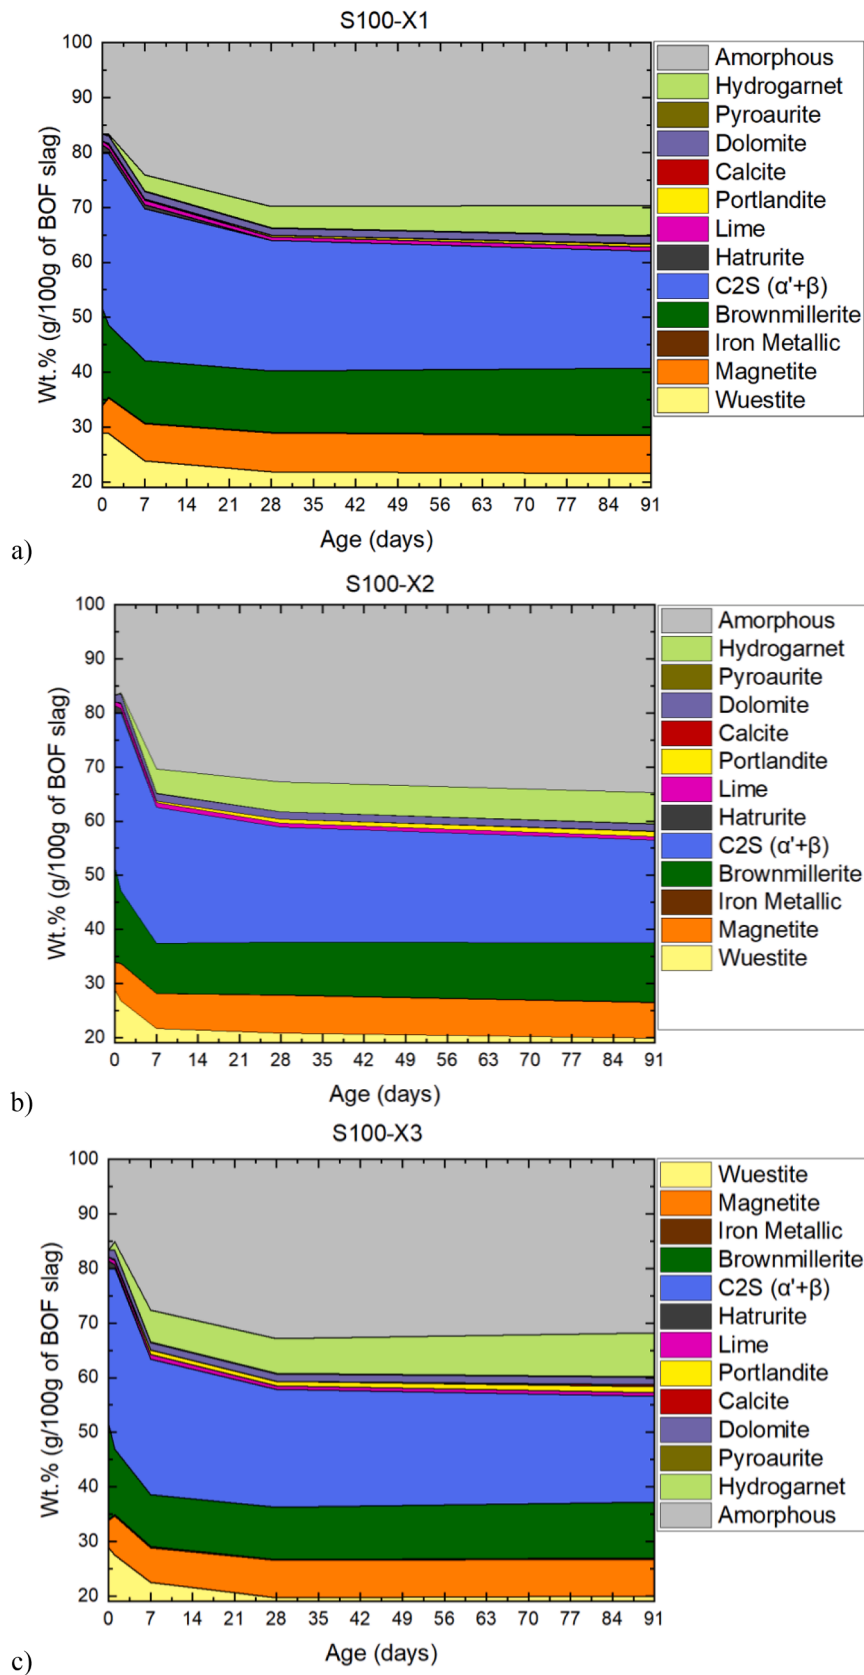 S100-X1
Wt.% (g/100g of BOF slag)
100
90
80
70
60
50
40
30
20
0 7 14 21 28 35 42 49 56 63 70 77 84 91
Age (days)
Amorphous
Hydrogarnet
Pyroaurite
Dolomite
Calcite
Portlandite
Lime
Hatrurite
C2S (α'+β)
Brownmillerite
Iron Metallic
Magnetite
Wuestite
a)
S100-X2
Wt.% (g/100g of BOF slag)
100
90
80
70
60
50
40
30
20
0 7 14 21 28 35 42 49 56 63 70 77 84 91
Age (days)
Amorphous
Hydrogarnet
Pyroaurite
Dolomite
Calcite
Portlandite
Lime
Hatrurite
C2S (α'+β)
Brownmillerite
Iron Metallic
Magnetite
Wuestite
b)
S100-X3
Wt.% (g/100g of BOF slag)
100
90
80
70
60
50
40
30
20
0 7 14 21 28 35 42 49 56 63 70 77 84 91
Age (days)
Wuestite
Magnetite
Iron Metallic
Brownmillerite
C2S (α'+β)
Hatrurite
Lime
Portlandite
Calcite
Dolomite
Pyroaurite
Hydrogarnet
Amorphous
c)